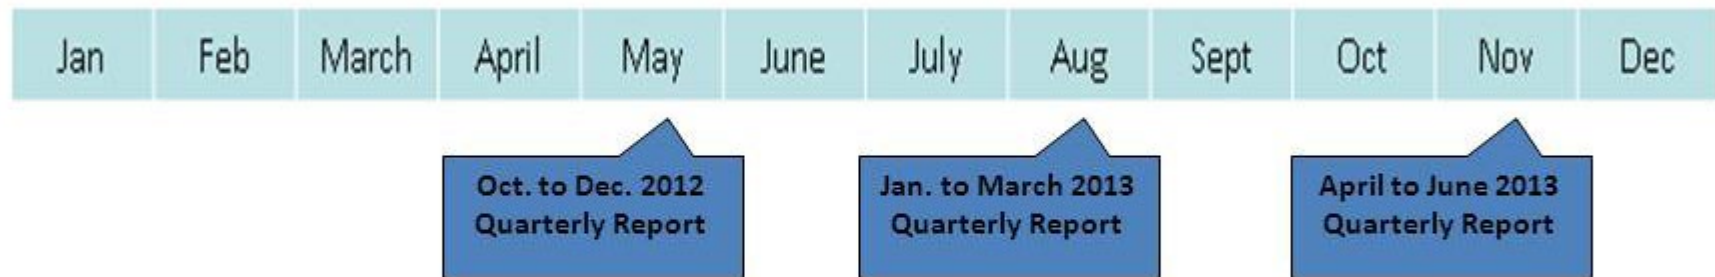 Jan Feb March April May June July Aug Sept Oct Nov Dec
Oct. to Dec. 2012
Quarterly Report
Jan. to March 2013
Quarterly Report
April to June 2013
Quarterly Report